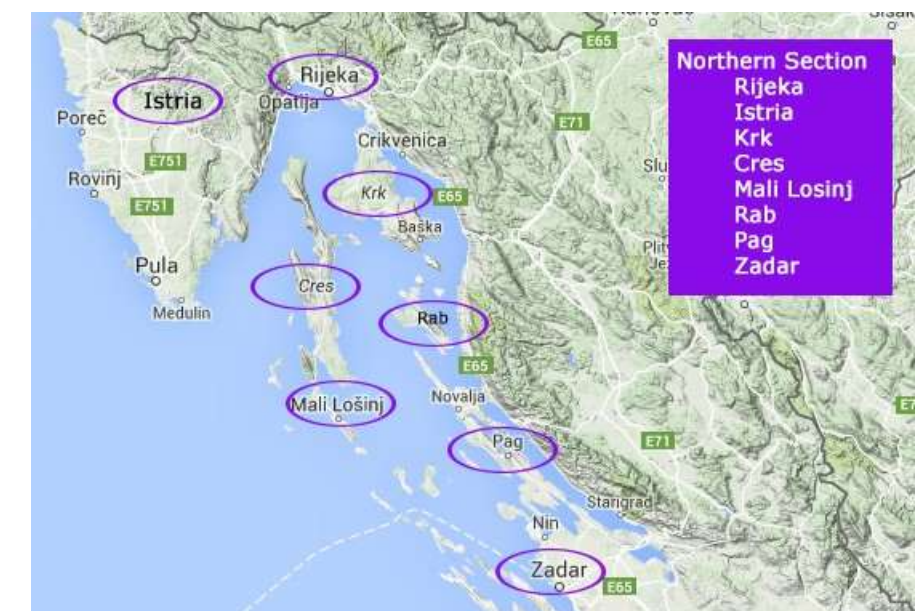 E65
Northern Section
Rijeka
Istria
Krk
Cres
Mali Losinj
Rab
Pag
Zadar
Rijeka
Istria
Opatija
Poreč
E71
Crikvenica
E751
Rovinj
Krk
E65
E751
Baška
Pula
Cres
Medulin
Rab
E65
Novalja
Mali Lošinj
Pag
E71
Starigrad
Nin
Zadar
E65